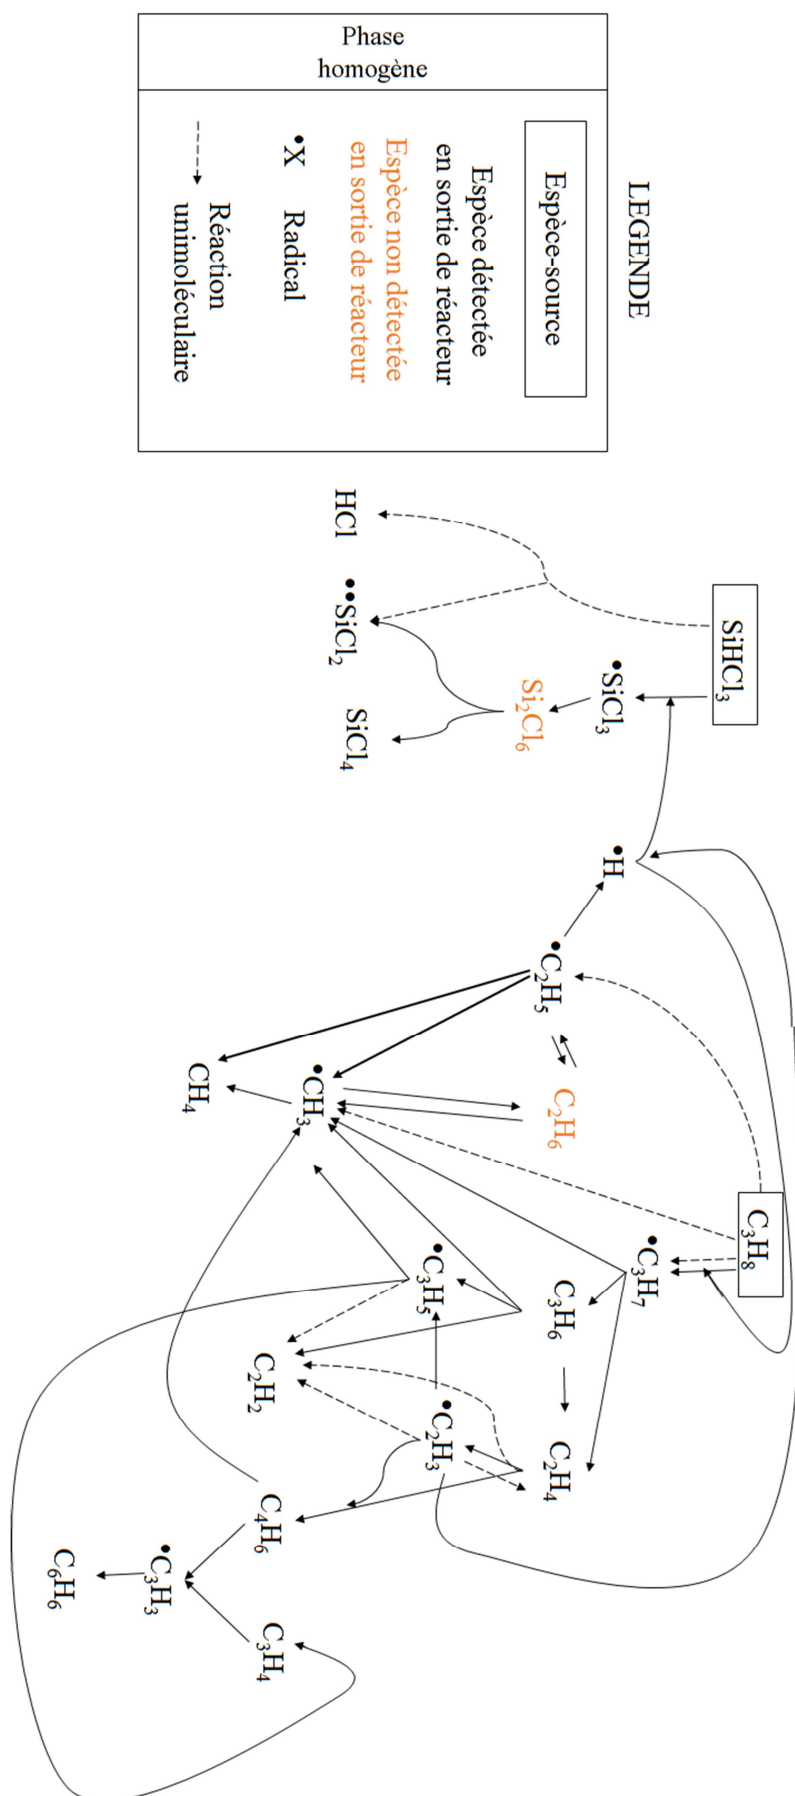 LEGENDE
Phase
homogène
Espèce-source
Espèce détectée
en sortie de réacteur
Espèce non détectée
en sortie de réacteur
•X Radical
Réaction
unimoléculaire
SiHCl₃
•SiCl₃
Si₂Cl₆
HCl
••SiCl₂
SiCl₄
•H
•C₂H₅
C₂H₆
•CH₃
CH₄
C₃H₈
•C₃H₇
C₃H₆
C₂H₄
•C₃H₅
•C₂H₃
C₂H₂
C₄H₆
C₃H₄
•C₃H₃
C₆H₆